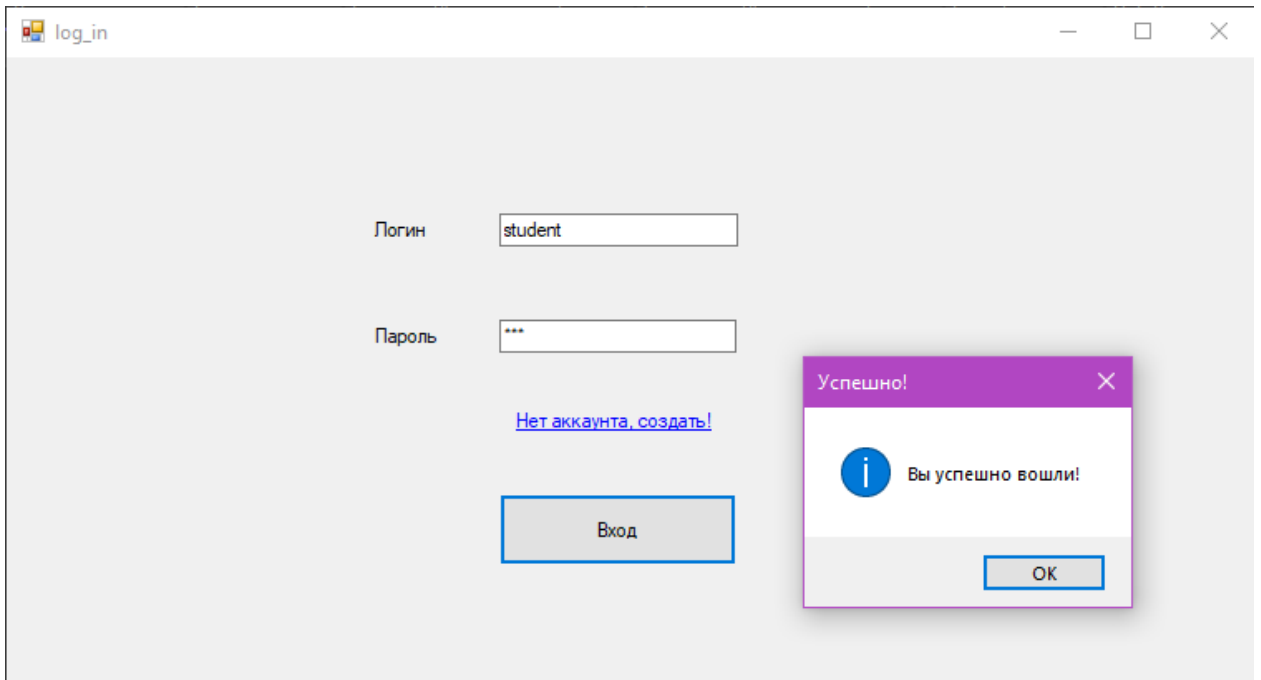 log_in
Логин
student
Пароль
***
Нет аккаунта, создать!
Вход
Успешно!
Вы успешно вошли!
OK